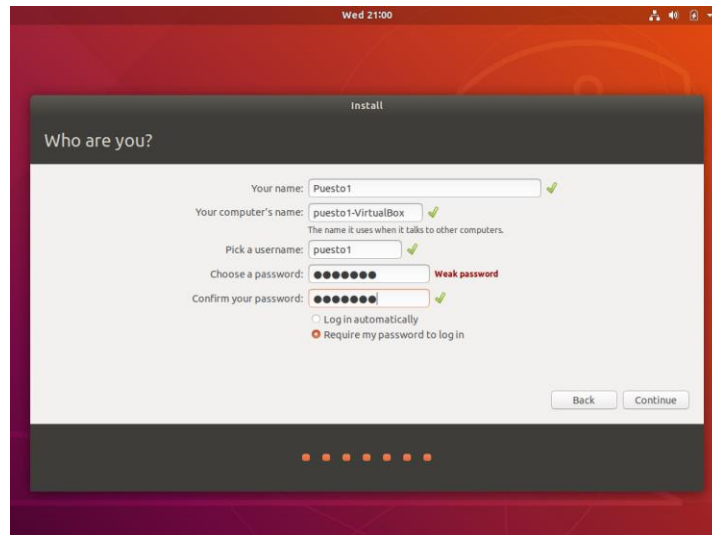 Wed 21:00
Install
Who are you?
Your name: Puesto1
Your computer's name: puesto1-VirtualBox
The name it uses when it talks to other computers.
Pick a username: puesto1
Choose a password: ●●●●●●● Weak password
Confirm your password: ●●●●●●●
Log in automatically
Require my password to log in
Back Continue